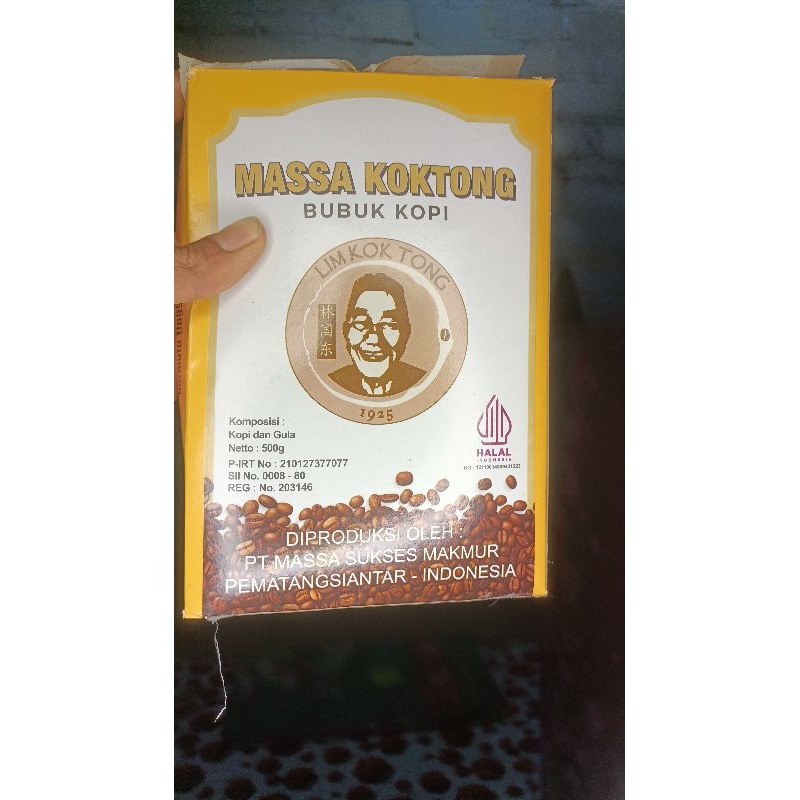 MASSA KOKTONG
BUBUK KOPI
LIM KOK TONG
林
国
东
1925
Komposisi :
Kopi dan Gula
Netto : 500g
P-IRT No : 210127377077
SII No. 0008 - 80
REG : No. 203146
HALAL
INDONESIA
DIPRODUKSI OLEH :
PT MASSA SUKSES MAKMUR
PEMATANGSIANTAR - INDONESIA